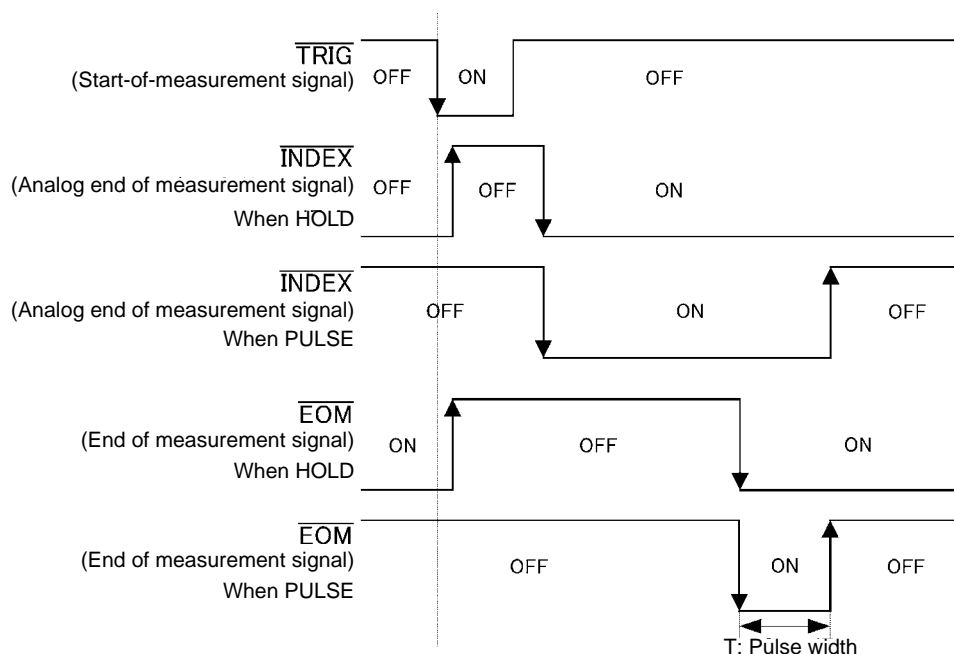 TRIG
(Start-of-measurement signal)
OFF ON OFF
INDEX
(Analog end of measurement signal)
When HOLD
OFF OFF ON
INDEX
(Analog end of measurement signal)
When PULSE
OFF ON OFF
EOM
(End of measurement signal)
When HOLD
ON OFF ON
EOM
(End of measurement signal)
When PULSE
OFF ON OFF
T: Pulse width